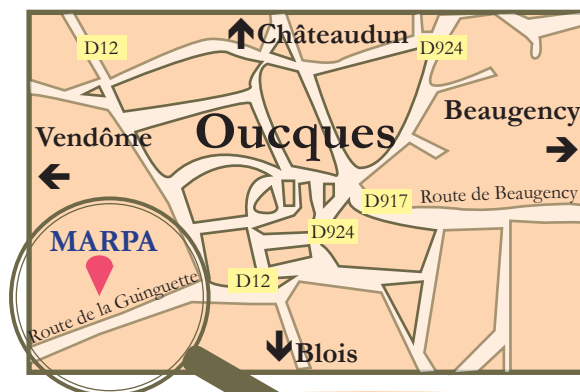 Châteaudun
D12
D924
Beaugency
Oucques
Vendôme
D917
Route de Beaugency
D924
MARPA
D12
Route de la Guinguette
Blois